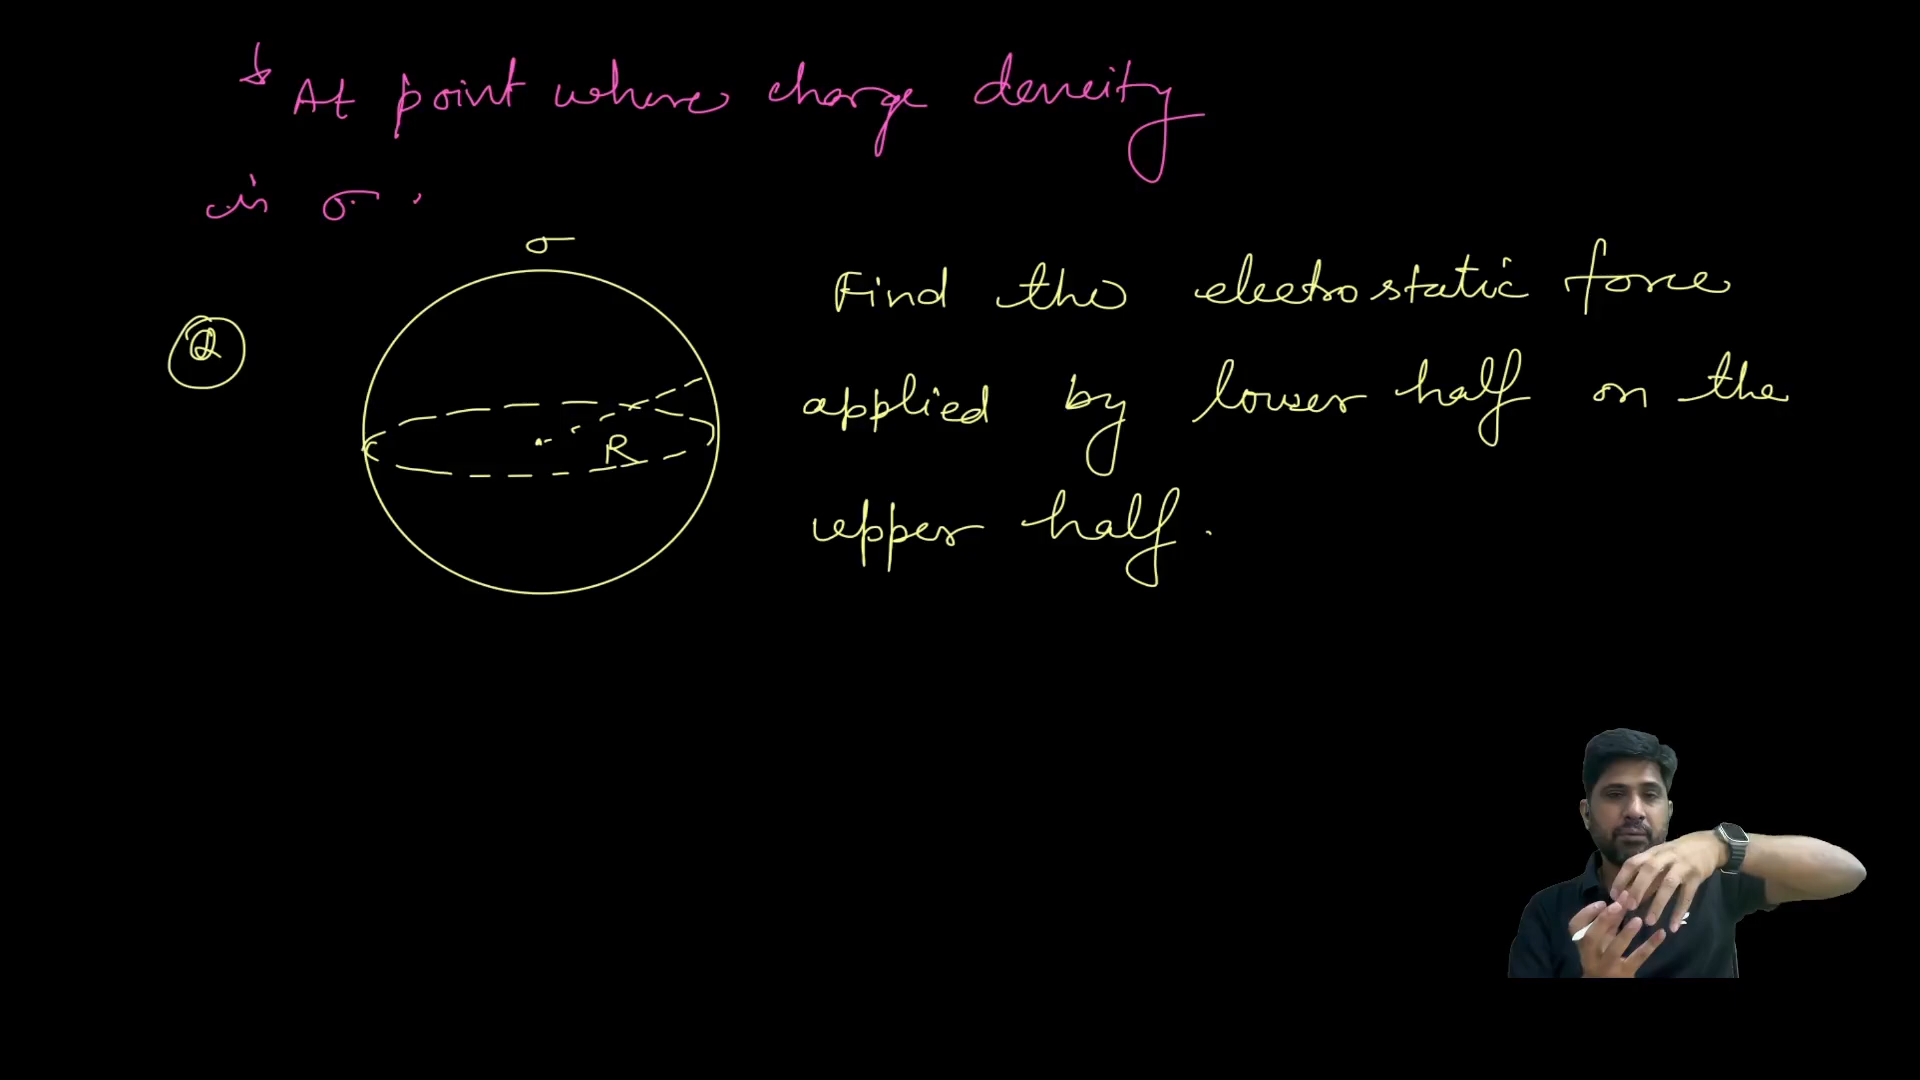 ↓ At point where charge density
is σ.
σ
Q
R
Find the electrostatic force
applied by lower half on the
upper half.